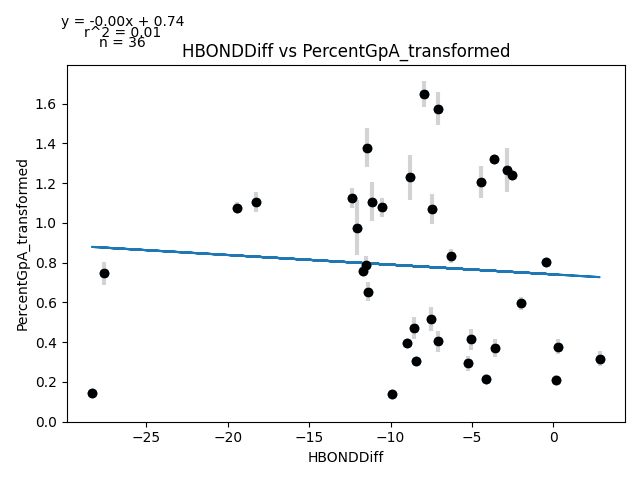 y = -0.00x + 0.74
r^2 = 0.01
n = 36
HBONDDiff vs PercentGpA_transformed
PercentGpA_transformed
1.6
1.4
1.2
1.0
0.8
0.6
0.4
0.2
0.0
−25 −20 −15 −10 −5 0
HBONDDiff